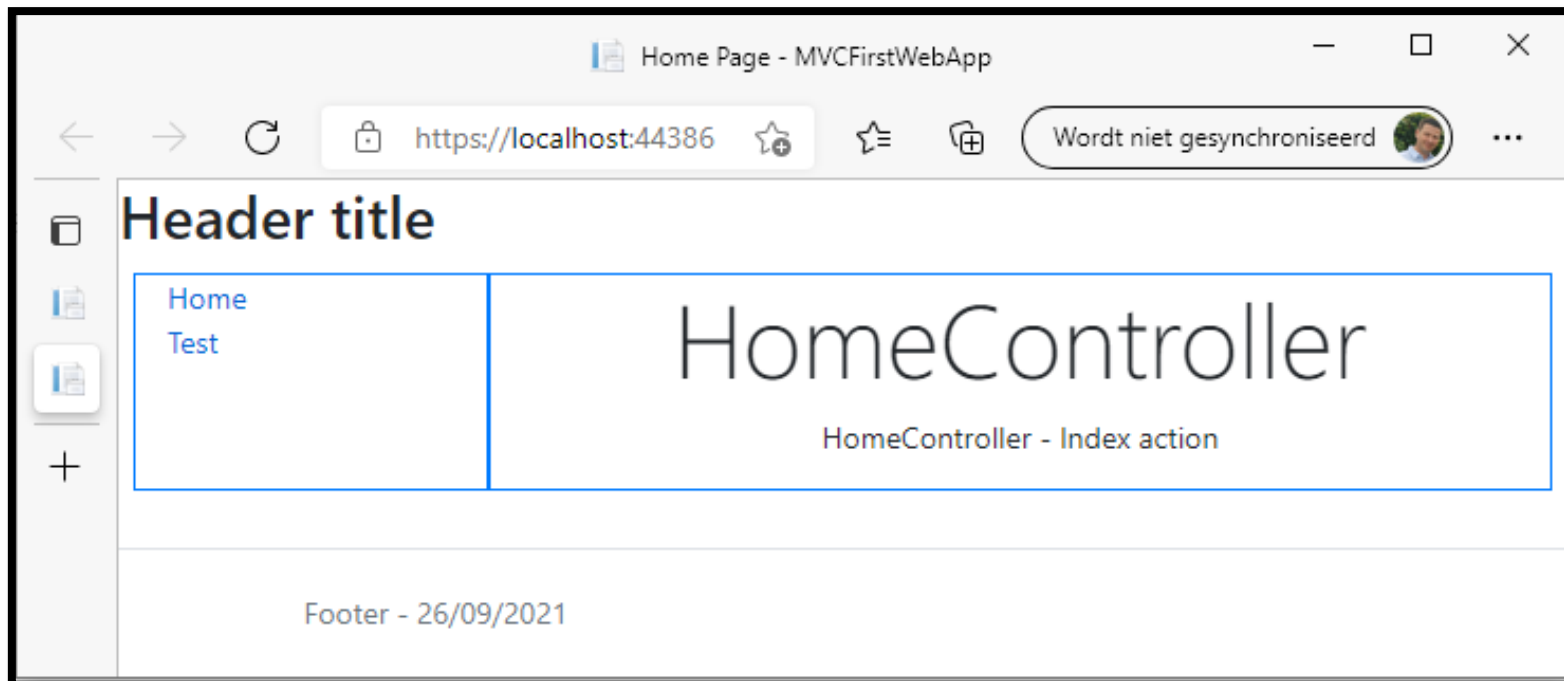 Home Page - MVCFirstWebApp
https://localhost:44386
Wordt niet gesynchroniseerd
Header title
Home
Test
HomeController
HomeController - Index action
Footer - 26/09/2021